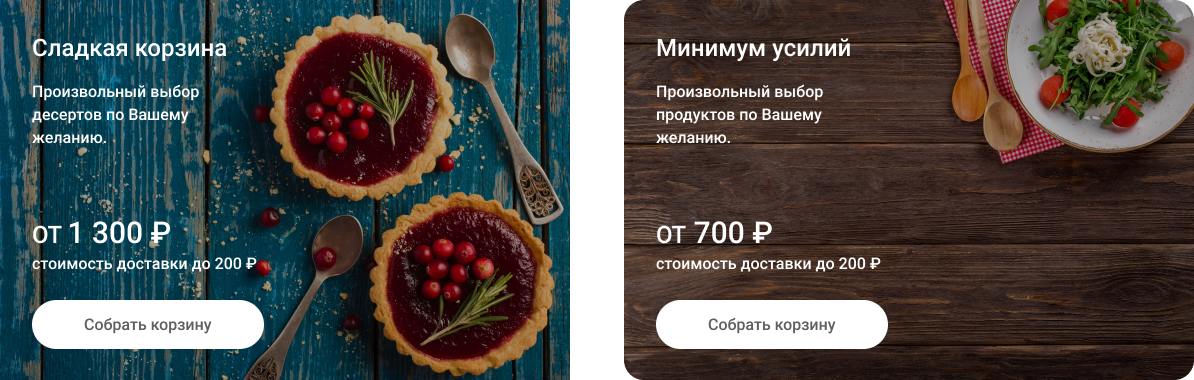 Сладкая корзина
Произвольный выбор
десертов по Вашему
желанию.
от 1 300 ₽
стоимость доставки до 200 ₽
Собрать корзину
Минимум усилий
Произвольный выбор
продуктов по Вашему
желанию.
от 700 ₽
стоимость доставки до 200 ₽
Собрать корзину